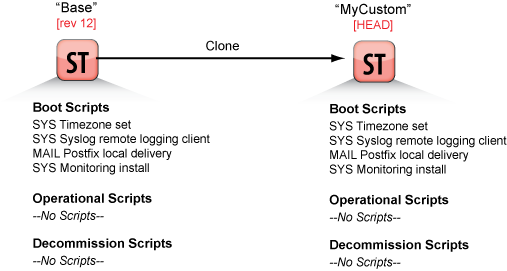 “Base”
[rev 12]
ST
Boot Scripts
SYS Timezone set
SYS Syslog remote logging client
MAIL Postfix local delivery
SYS Monitoring install
Operational Scripts
--No Scripts--
Decommission Scripts
--No Scripts--
Clone
“MyCustom”
[HEAD]
ST
Boot Scripts
SYS Timezone set
SYS Syslog remote logging client
MAIL Postfix local delivery
SYS Monitoring install
Operational Scripts
--No Scripts--
Decommission Scripts
--No Scripts--